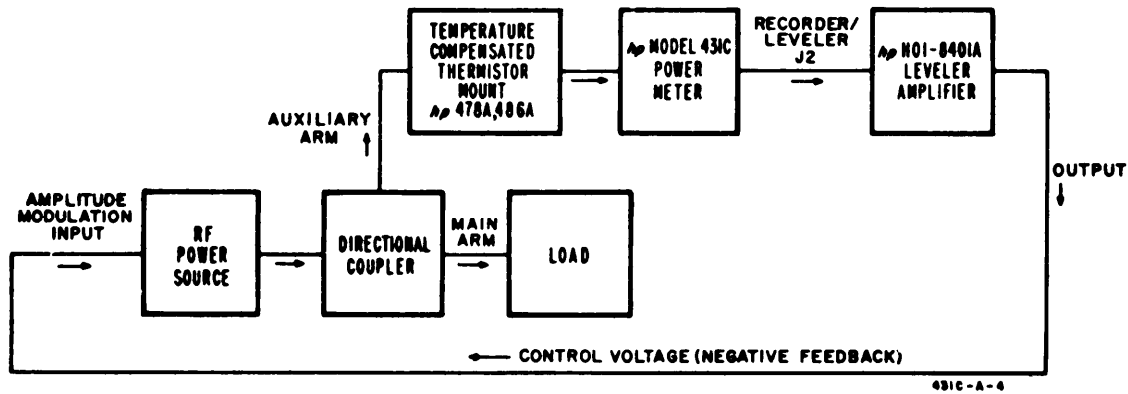 TEMPERATURE
COMPENSATED
THERMISTOR
MOUNT
hp 478A,486A
hp MODEL 431C
POWER
METER
RECORDER/
LEVELER
J2
hp H01-8401A
LEVELER
AMPLIFIER
AUXILIARY
ARM
OUTPUT
AMPLITUDE
MODULATION
INPUT
RF
POWER
SOURCE
DIRECTIONAL
COUPLER
MAIN
ARM
LOAD
CONTROL VOLTAGE (NEGATIVE FEEDBACK)
431C-A-4